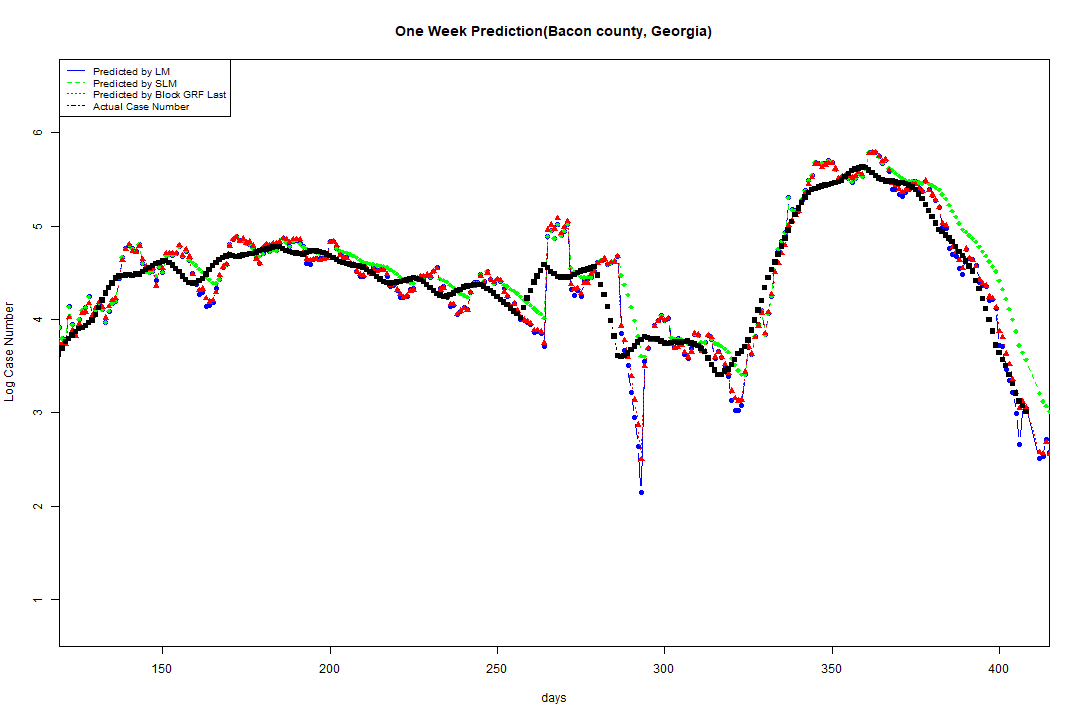 One Week Prediction(Bacon county, Georgia)
Predicted by LM
Predicted by SLM
Predicted by Block GRF Last
Actual Case Number
Log Case Number
6
5
4
3
2
1
150 200 250 300 350 400
days